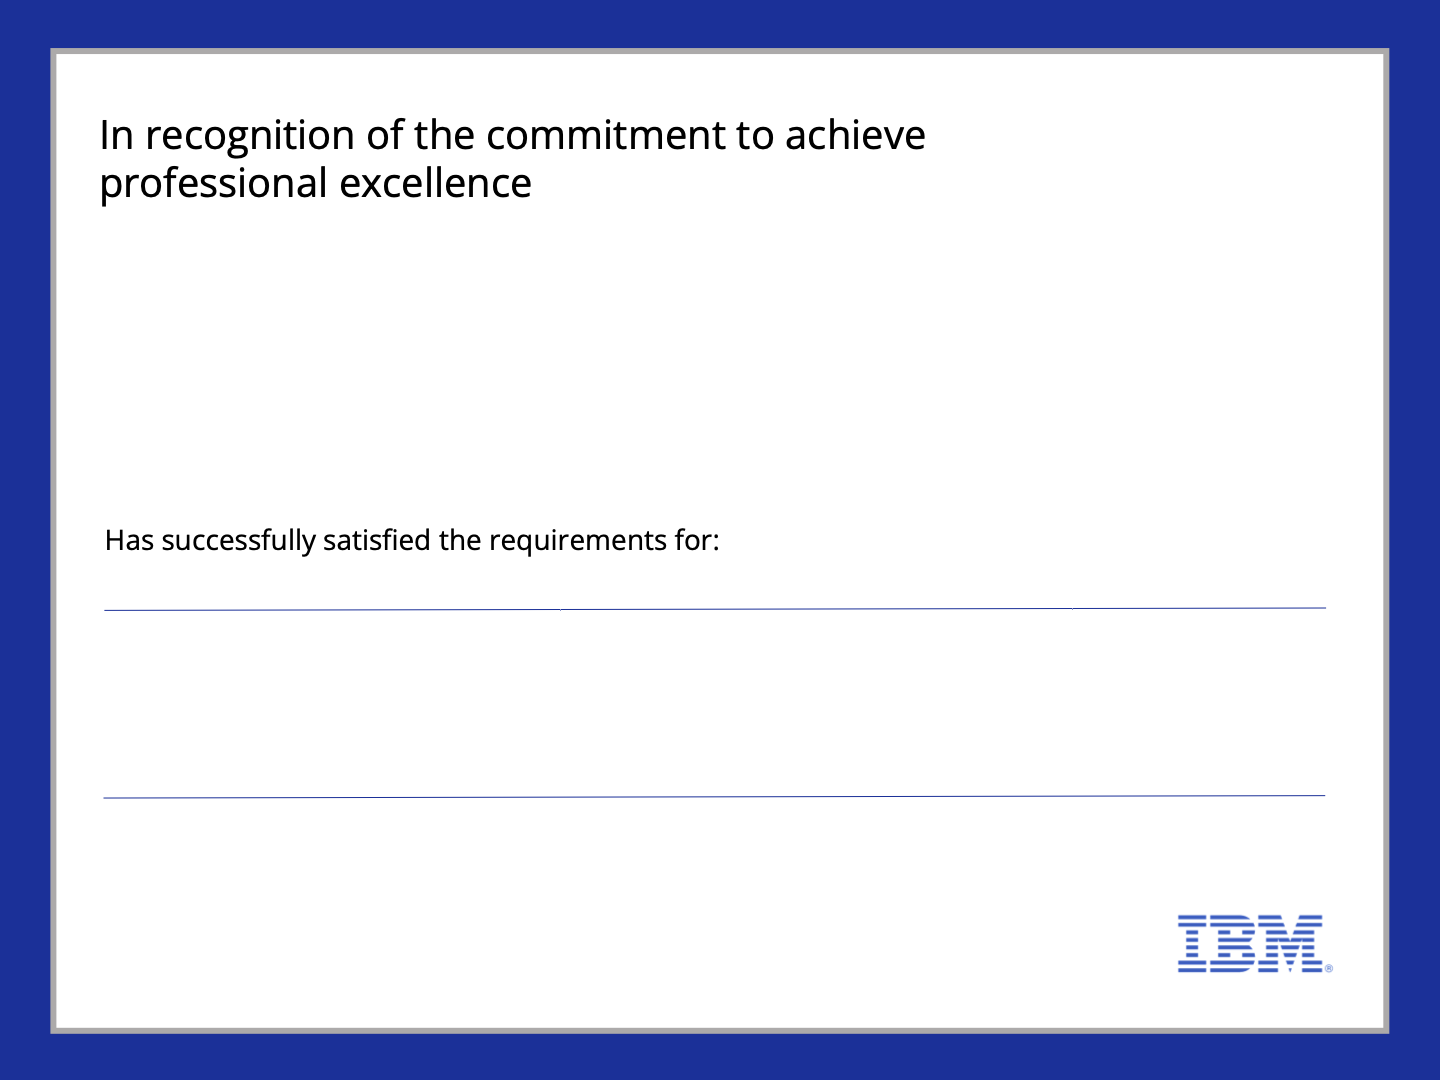 In recognition of the commitment to achieve
professional excellence
Has successfully satisfied the requirements for:
IBM®